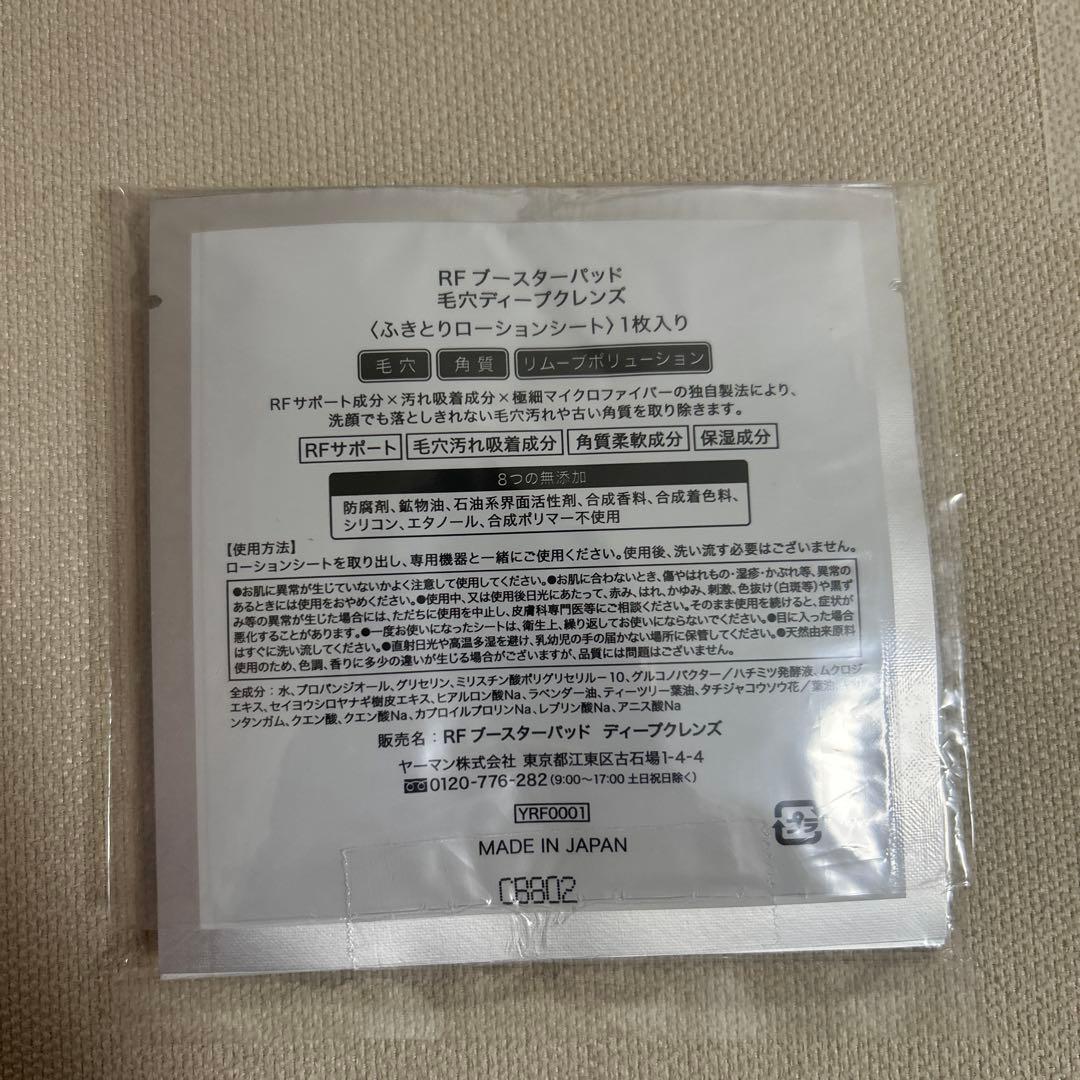 RF ブースターパッド
毛穴ディープクレンズ
〈ふきとりローションシート〉1枚入り
毛穴 角質 リムーブポリューション
RFサポート成分×汚れ吸着成分×極細マイクロファイバーの独自製法により、
洗顔でも落としきれない毛穴汚れや古い角質を取り除きます。
RFサポート 毛穴汚れ吸着成分 角質柔軟成分 保湿成分
8つの無添加
防腐剤、鉱物油、石油系界面活性剤、合成香料、合成着色料、
シリコン、エタノール、合成ポリマー不使用
【使用方法】
ローションシートを取り出し、専用機器と一緒にご使用ください。使用後、洗い流す必要はございません。
●お肌に異常が生じていないかよく注意して使用してください。●お肌に合わないとき、傷やはれもの・湿疹・かぶれ等、異常の
あるときには使用をおやめください。●使用中、又は使用後日光にあたって、赤み、はれ、かゆみ、刺激、色抜け(白斑等)や黒ず
み等の異常が生じた場合には、ただちに使用を中止し、皮膚科専門医等にご相談ください。そのまま使用を続けると、症状が
悪化することがあります。●一度お使いになったシートは、衛生上、繰り返してお使いにならないでください。●目に入った場合
はすぐに洗い流してください。●直射日光や高温多湿を避け、乳幼児の手の届かない場所に保管してください。●天然由来原料
使用のため、色調、香りに多少の違いが生じる場合がございますが、品質には問題はございません。
全成分：水、プロパンジオール、グリセリン、ミリスチン酸ポリグリセリル－10、グルコノバクター／ハチミツ発酵液、ムクロジ
エキス、セイヨウシロヤナギ樹皮エキス、ヒアルロン酸Na、ラベンダー油、ティーツリー葉油、タチジャコウソウ花／葉油、キサ
ンタンガム、クエン酸、クエン酸Na、カプロイルプロリンNa、レブリン酸Na、アニス酸Na
販売名：RF ブースターパッド ディープクレンズ
ヤーマン株式会社 東京都江東区古石場1-4-4
0120-776-282(9:00〜17:00 土日祝日除く)
YRF0001
プラ
MADE IN JAPAN
CB802